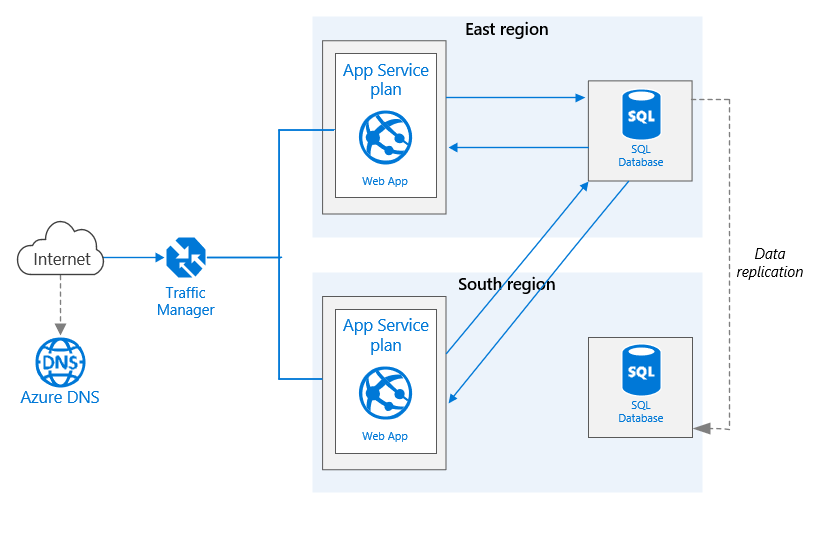 East region
App Service
plan
Web App
SQL
SQL
Database
Internet
Traffic
Manager
DNS
Azure DNS
Data
replication
South region
App Service
plan
Web App
SQL
SQL
Database